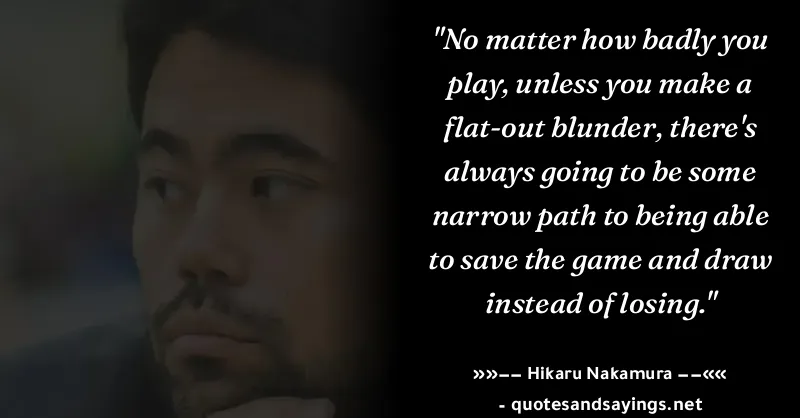 "No matter how badly you
play, unless you make a
flat-out blunder, there's
always going to be some
narrow path to being able
to save the game and draw
instead of losing."
»»−− Hikaru Nakamura −−««
- quotesandsayings.net